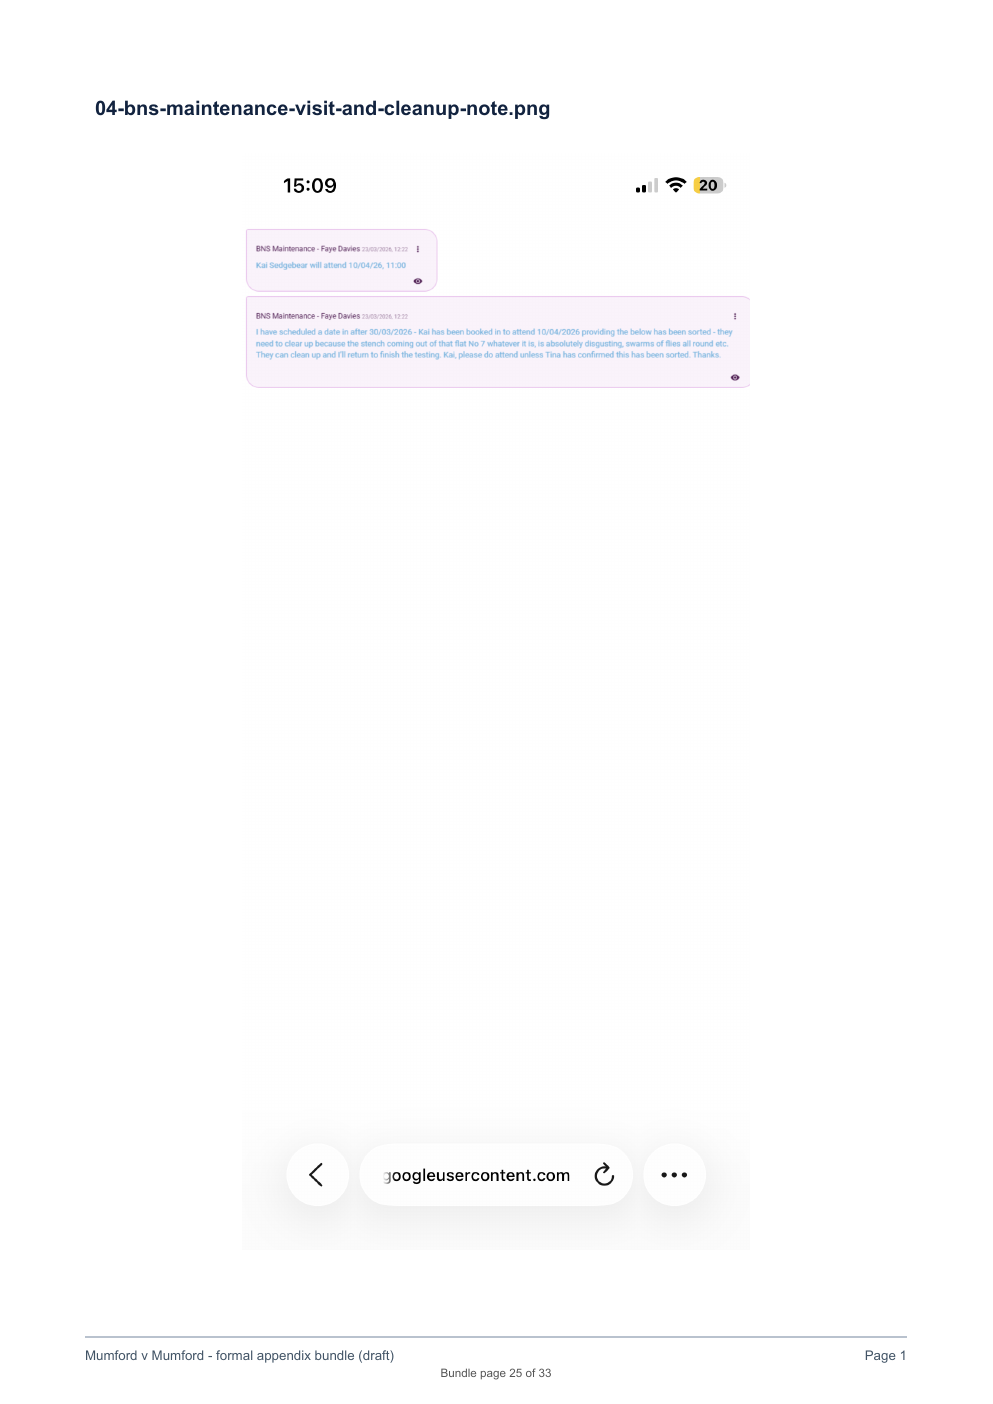 04-bns-maintenance-visit-and-cleanup-note.png
15:09
20
BNS Maintenance - Faye Davies 23/03/2026, 12:22
Kai Sedgebear will attend 10/04/26, 11:00
BNS Maintenance - Faye Davies 23/03/2026, 12:22
I have scheduled a date in after 30/03/2026 - Kai has been booked in to attend 10/04/2026 providing the below has been sorted - they
need to clear up because the stench coming out of that flat No 7 whatever it is, is absolutely disgusting, swarms of flies all round etc.
They can clean up and I'll return to finish the testing. Kai, please do attend unless Tina has confirmed this has been sorted. Thanks.
googleusercontent.com
Mumford v Mumford - formal appendix bundle (draft)
Page 1
Bundle page 25 of 33